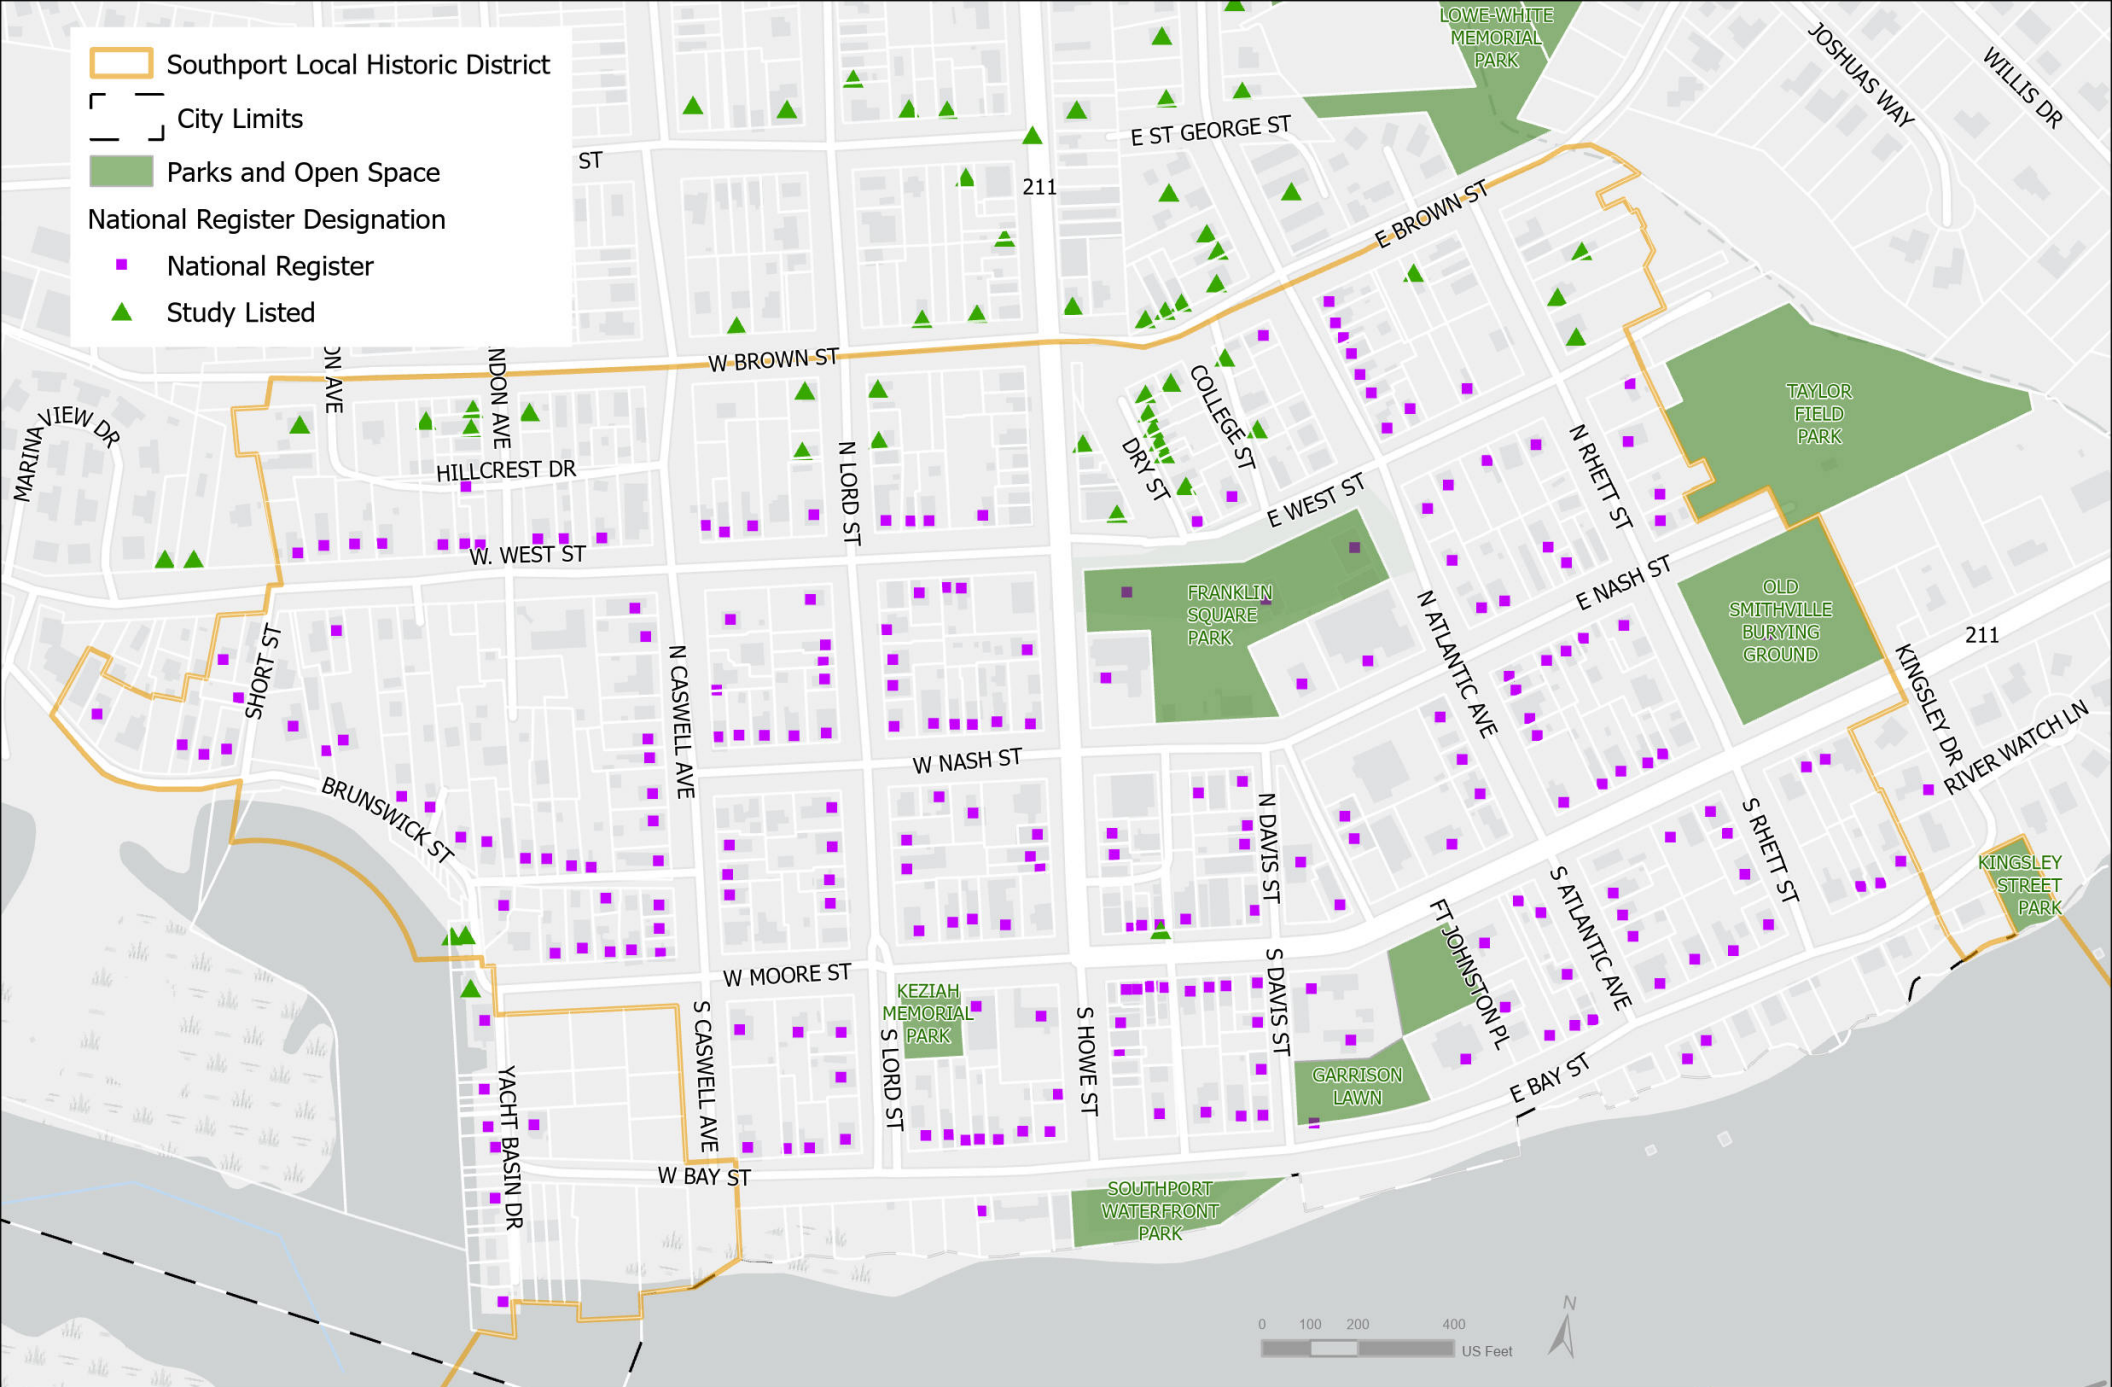 Southport Local Historic District
City Limits
Parks and Open Space
National Register Designation
National Register
Study Listed
LOWE-WHITE
MEMORIAL
PARK
JOSHUAS WAY
WILLIS DR
ST
E ST GEORGE ST
211
E BROWN ST
W BROWN ST
ON AVE
NDON AVE
MARINA VIEW DR
HILLCREST DR
N LORD ST
DRY ST
COLLEGE ST
E WEST ST
N RHETT ST
TAYLOR
FIELD
PARK
W. WEST ST
FRANKLIN
SQUARE
PARK
E NASH ST
OLD
SMITHVILLE
BURYING
GROUND
211
SHORT ST
N CASWELL AVE
N ATLANTIC AVE
KINGSLEY DR
RIVER WATCH LN
W NASH ST
BRUNSWICK ST
N DAVIS ST
S RHETT ST
KINGSLEY
STREET
PARK
FT JOHNSTON PL
S ATLANTIC AVE
W MOORE ST
KEZIAH
MEMORIAL
PARK
S CASWELL AVE
S LORD ST
S HOWE ST
S DAVIS ST
GARRISON
LAWN
E BAY ST
YACHT BASIN DR
W BAY ST
SOUTHPORT
WATERFRONT
PARK
N
0 100 200 400
US Feet